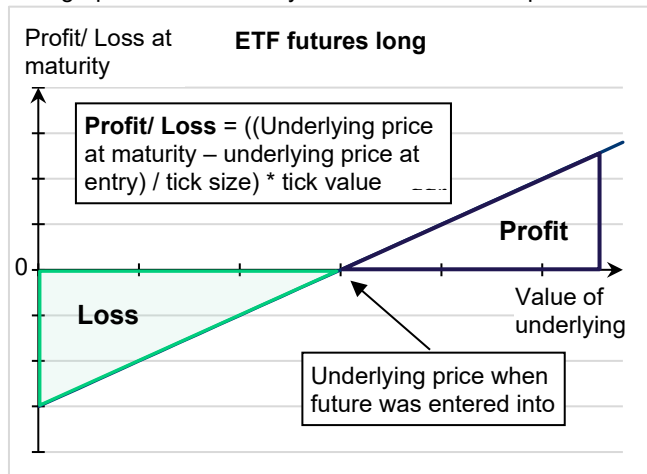 Profit/ Loss at
maturity
ETF futures long
Profit/ Loss = ((Underlying price
at maturity – underlying price at
entry) / tick size) * tick value
Profit
0
Loss
Value of
underlying
Underlying price when
future was entered into